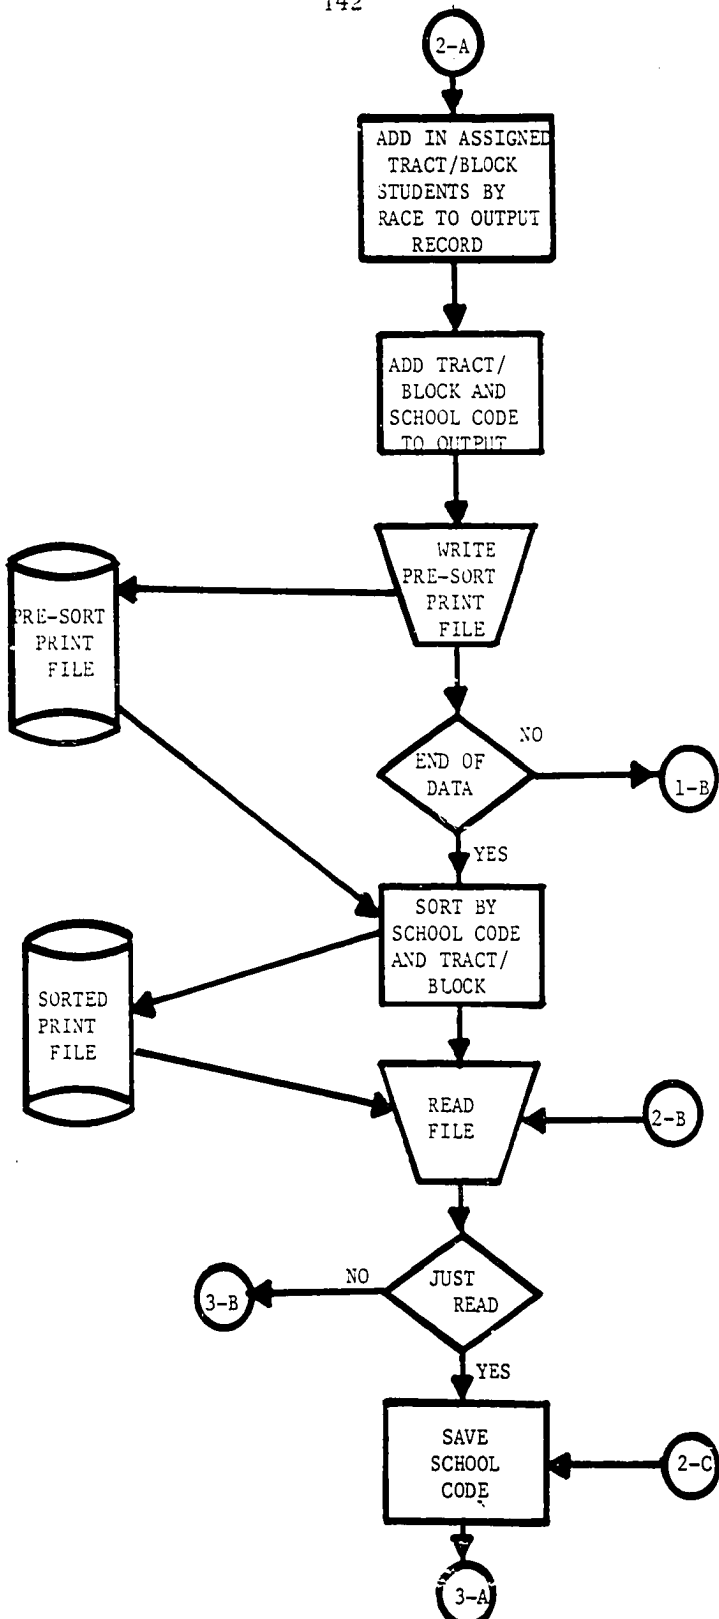 142
2-A
ADD IN ASSIGNED
TRACT/BLOCK
STUDENTS BY
RACE TO OUTPUT
RECORD
ADD TRACT/
BLOCK AND
SCHOOL CODE
TO OUTPUT
WRITE
PRE-SORT
PRINT
FILE
PRE-SORT
PRINT
FILE
END OF
DATA
NO
1-B
YES
SORT BY
SCHOOL CODE
AND TRACT/
BLOCK
SORTED
PRINT
FILE
READ
FILE
2-B
JUST
READ
NO
3-B
YES
SAVE
SCHOOL
CODE
2-C
3-A